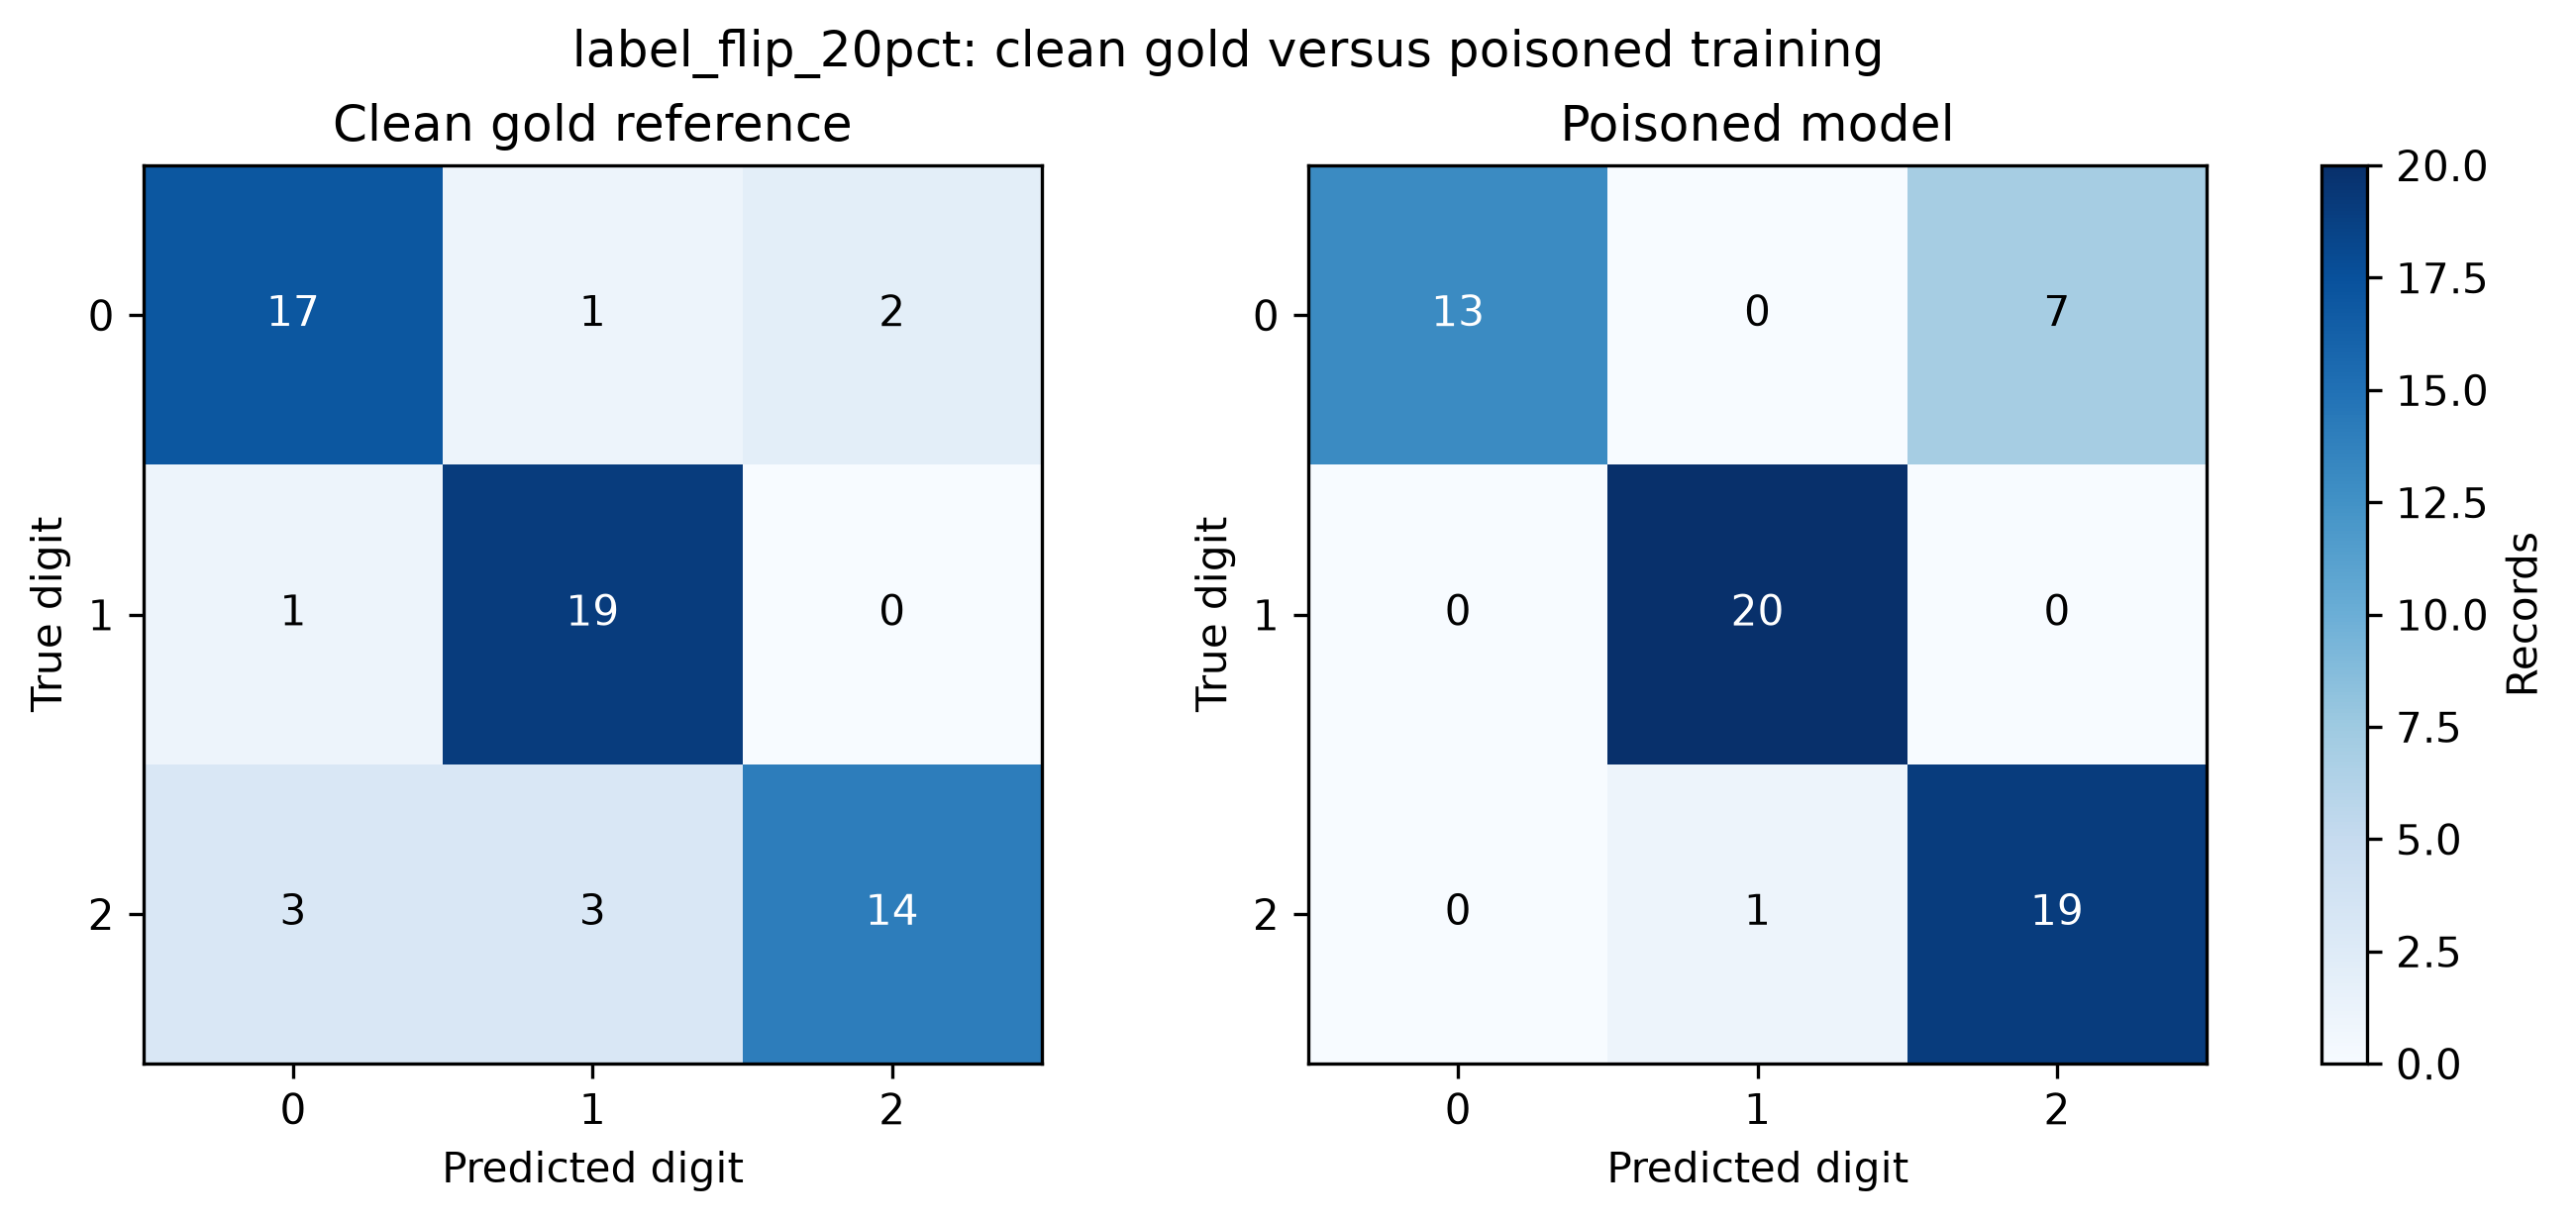 label_flip_20pct: clean gold versus poisoned training
Clean gold reference
True digit
0
1
2
17 1 2
1 19 0
3 3 14
0 1 2
Predicted digit
Poisoned model
True digit
0
1
2
13 0 7
0 20 0
0 1 19
0 1 2
Predicted digit
20.0
17.5
15.0
12.5
10.0
7.5
5.0
2.5
0.0
Records